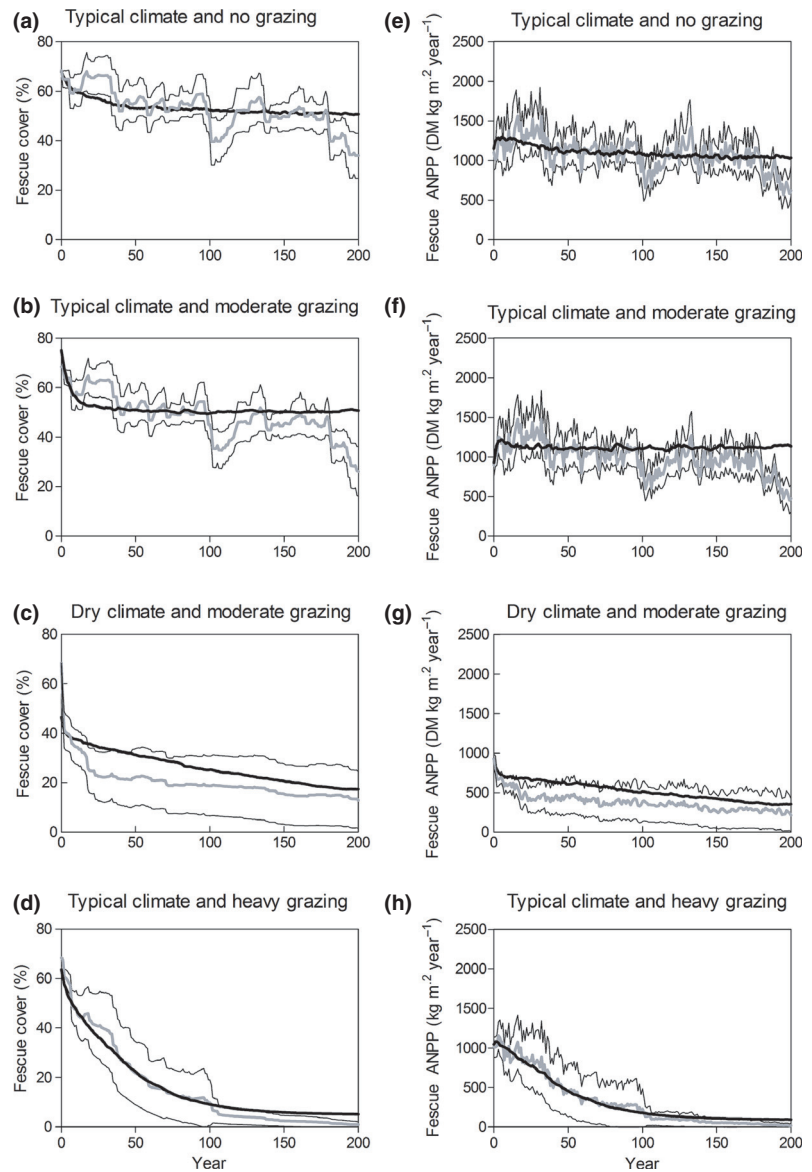 (a) Typical climate and no grazing
Fescue cover (%)
80
60
40
20
0
0 50 100 150 200
(e) Typical climate and no grazing
Fescue ANPP (DM kg m⁻² year⁻¹)
2500
2000
1500
1000
500
0
0 50 100 150 200
(b) Typical climate and moderate grazing
Fescue cover (%)
80
60
40
20
0
0 50 100 150 200
(f) Typical climate and moderate grazing
Fescue ANPP (DM kg m⁻² year⁻¹)
2500
2000
1500
1000
500
0
0 50 100 150 200
(c) Dry climate and moderate grazing
Fescue cover (%)
80
60
40
20
0
0 50 100 150 200
(g) Dry climate and moderate grazing
Fescue ANPP (DM kg m⁻² year⁻¹)
2500
2000
1500
1000
500
0
0 50 100 150 200
(d) Typical climate and heavy grazing
Fescue cover (%)
80
60
40
20
0
0 50 100 150 200
Year
(h) Typical climate and heavy grazing
Fescue ANPP (kg m⁻² year⁻¹)
2500
2000
1500
1000
500
0
0 50 100 150 200
Year